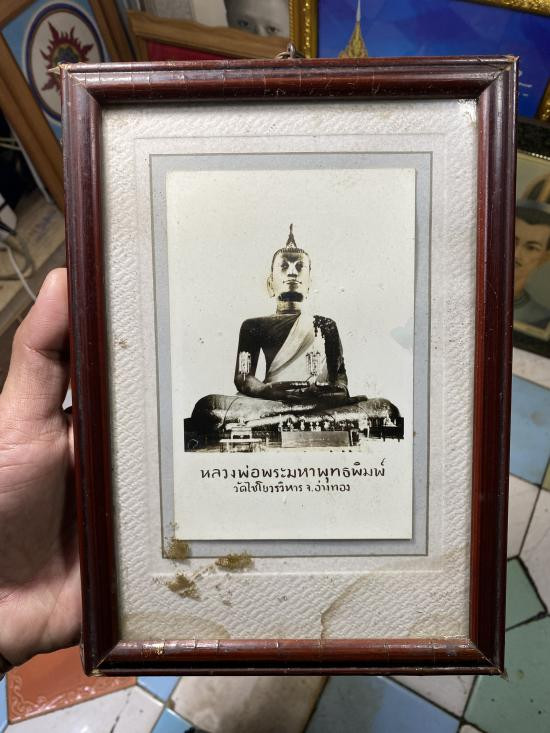 หลวงพ่อพระมหาพุทธพิมพ์
วัดไชโยวรวิหาร จ.อ่างทอง